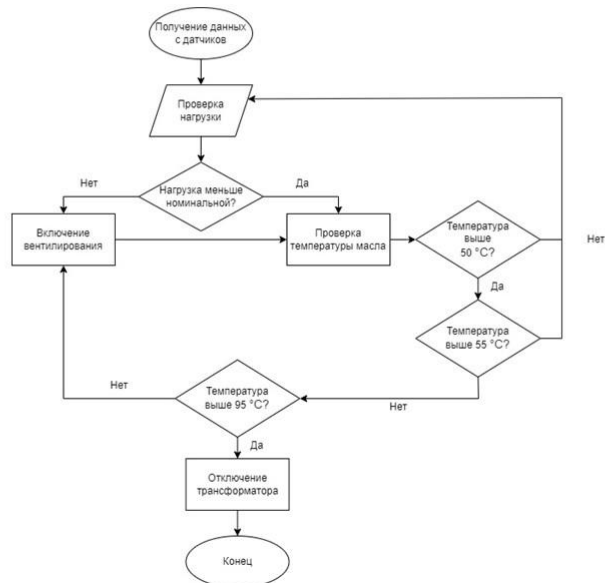 Получение данных
с датчиков
Проверка
нагрузки
Нагрузка меньше
номинальной?
Нет
Да
Включение
вентилирования
Проверка
температуры масла
Температура
выше
50 °C?
Нет
Да
Температура
выше 55 °C?
Нет
Температура
выше 95 °C?
Нет
Да
Отключение
трансформатора
Конец